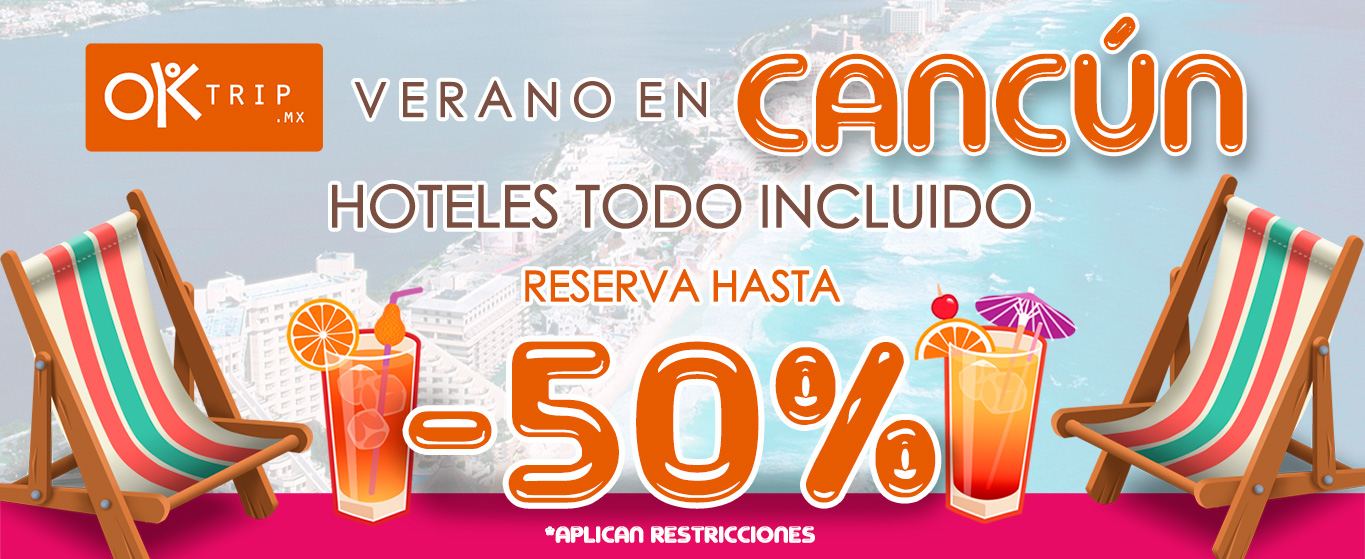 OK TRIP
.MX
VERANO EN CANCÚN
HOTELES TODO INCLUIDO
RESERVA HASTA
-50%
*APLICAN RESTRICCIONES